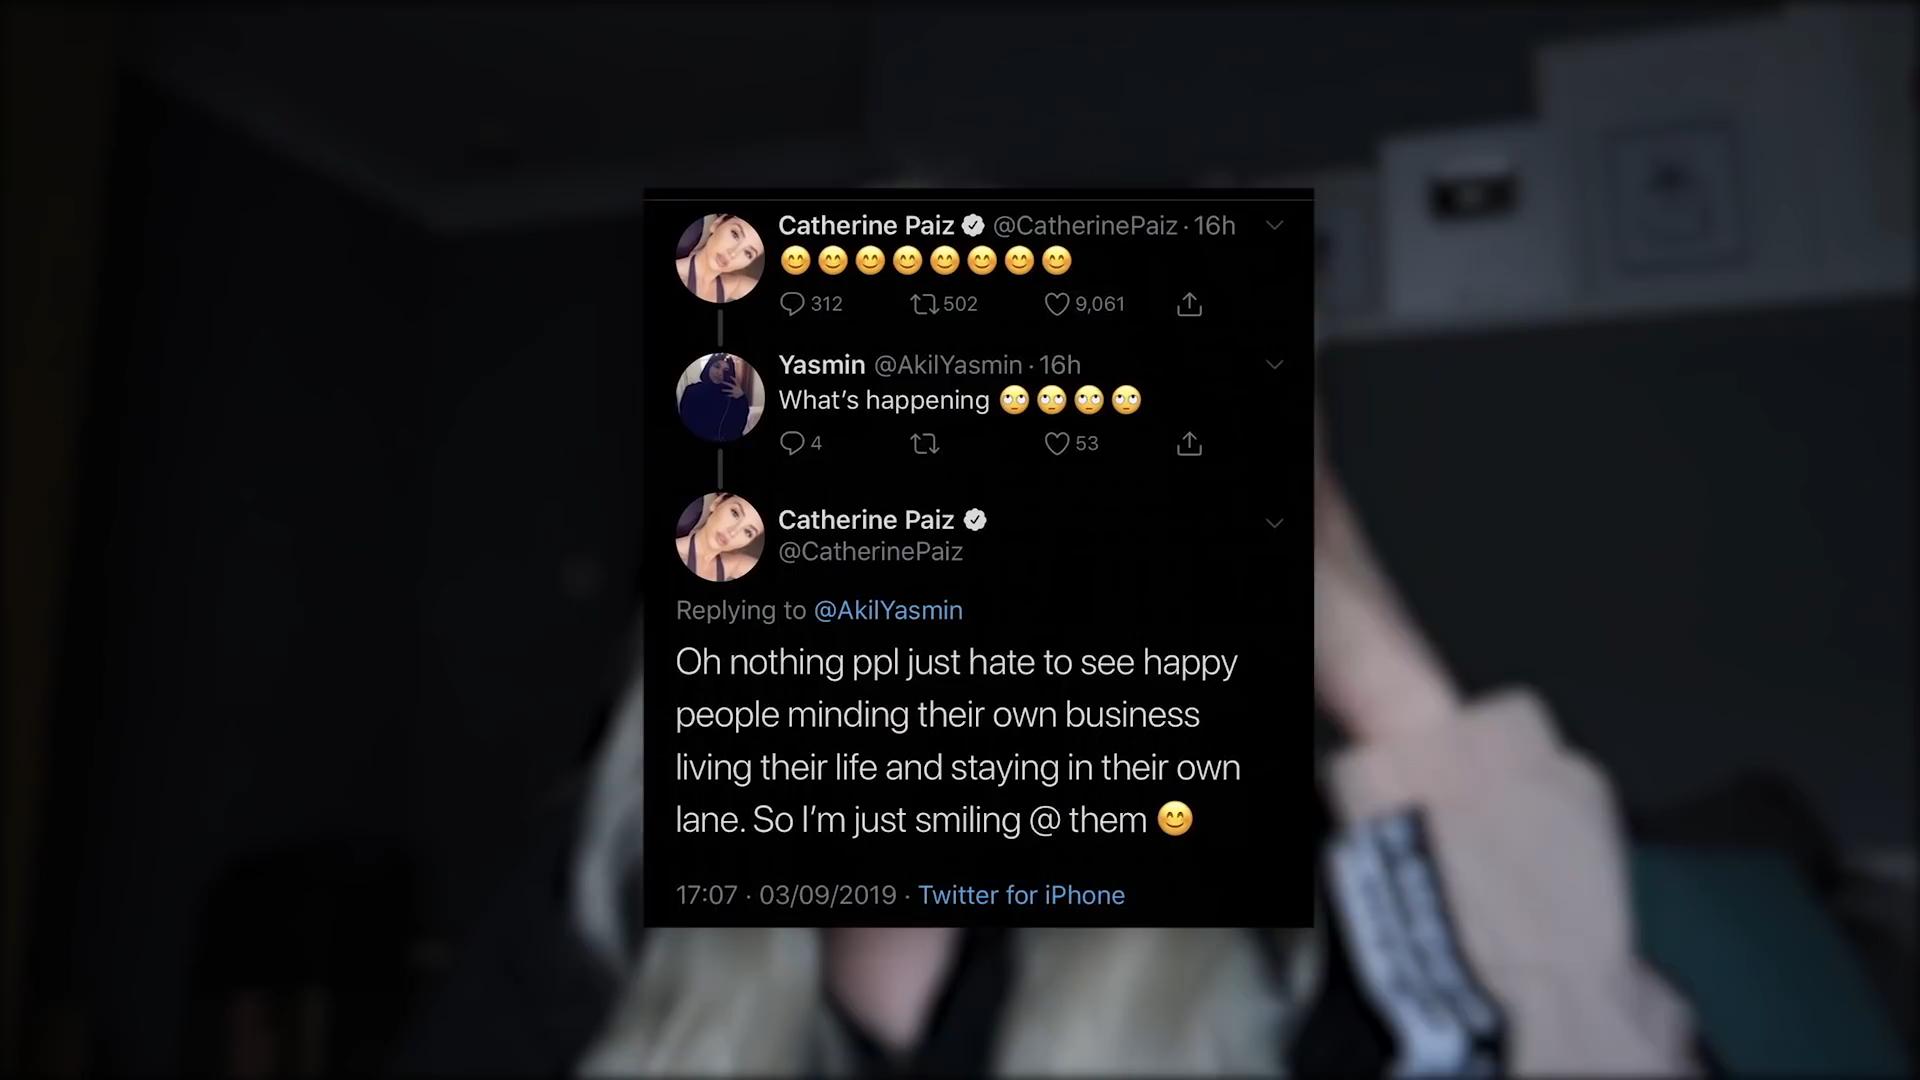 Catherine Paiz @CatherinePaiz · 16h
😊😊😊😊😊😊😊😊
312 502 9,061
Yasmin @AkilYasmin · 16h
What's happening 🙄🙄🙄🙄
4 53
Catherine Paiz
@CatherinePaiz
Replying to @AkilYasmin
Oh nothing ppl just hate to see happy
people minding their own business
living their life and staying in their own
lane. So I'm just smiling @ them 😊
17:07 · 03/09/2019 · Twitter for iPhone